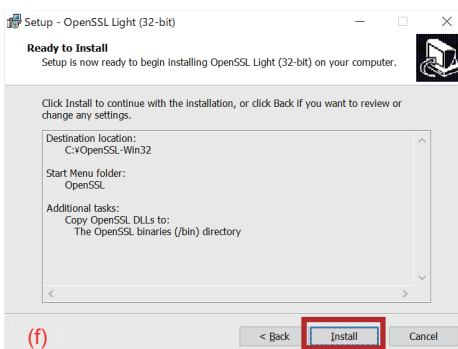 Setup - OpenSSL Light (32-bit)
Ready to Install
Setup is now ready to begin installing OpenSSL Light (32-bit) on your computer.
Click Install to continue with the installation, or click Back if you want to review or
change any settings.
Destination location:
C:¥OpenSSL-Win32
Start Menu folder:
OpenSSL
Additional tasks:
Copy OpenSSL DLLs to:
The OpenSSL binaries (/bin) directory
(f)
< Back
Install
Cancel